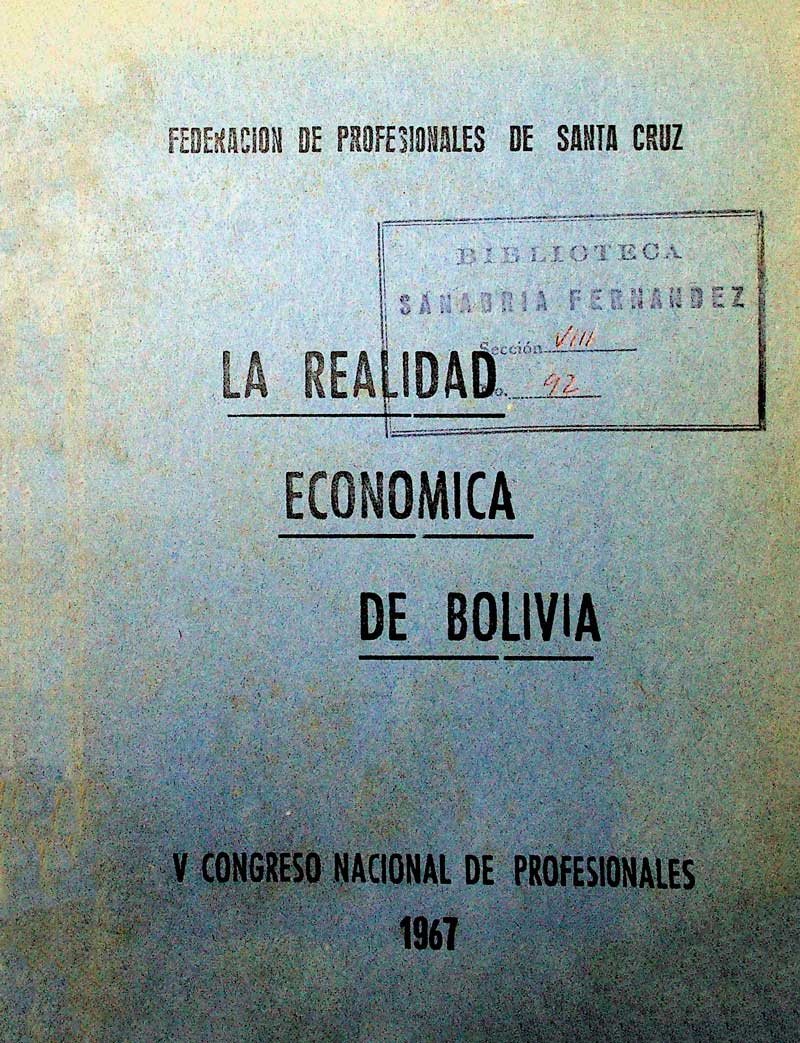 FEDERACION DE PROFESIONALES DE SANTA CRUZ
BIBLIOTECA
SANABRIA FERNANDEZ
Sección VIII
No. 92
LA REALIDAD
ECONOMICA
DE BOLIVIA
V CONGRESO NACIONAL DE PROFESIONALES
1967